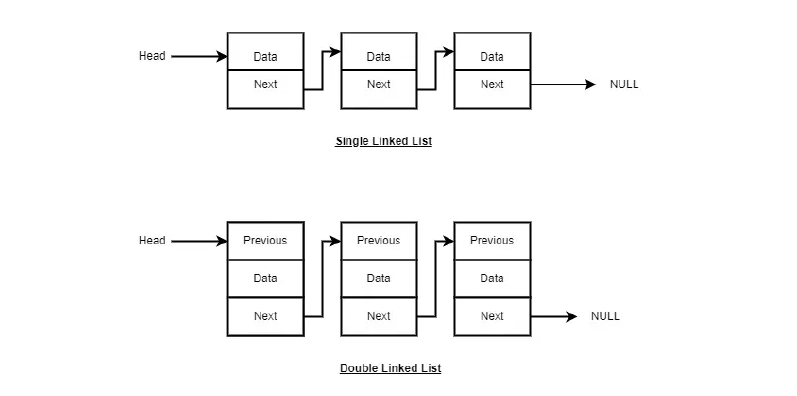 Head Data Data Data
Next Next Next NULL
Single Linked List
Head Previous Previous Previous
Data Data Data
Next Next Next NULL
Double Linked List